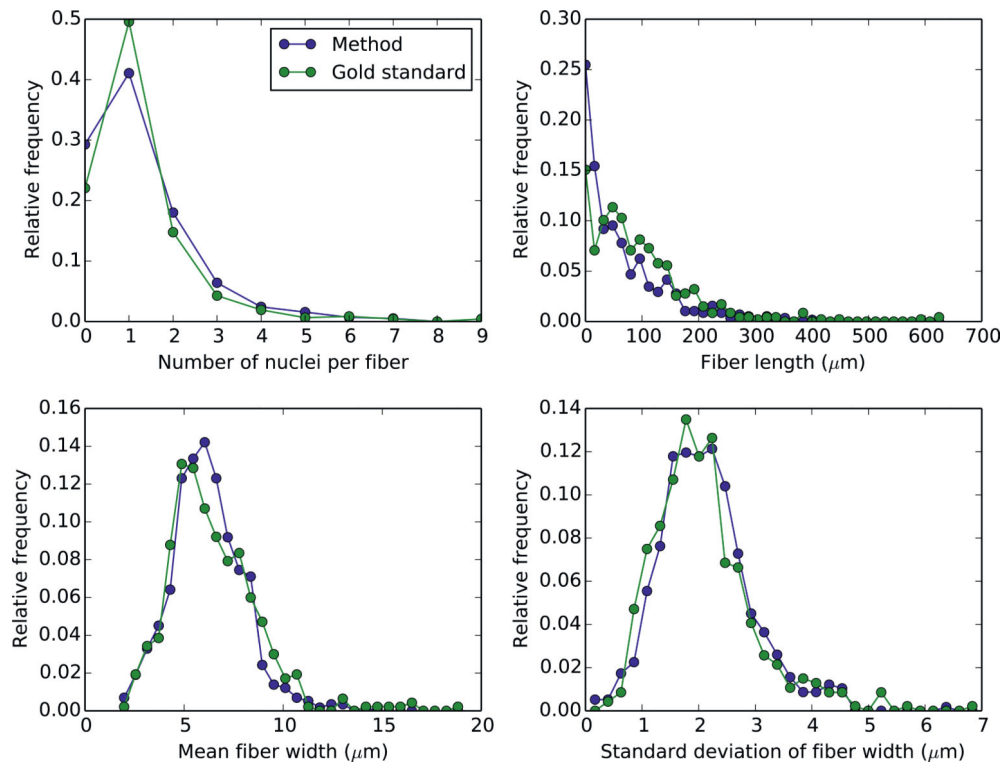 0.5
0.4
0.3
0.2
0.1
0.0
Relative frequency
Method
Gold standard
0 1 2 3 4 5 6 7 8 9
Number of nuclei per fiber
0.30
0.25
0.20
0.15
0.10
0.05
0.00
Relative frequency
0 100 200 300 400 500 600 700
Fiber length (μm)
0.16
0.14
0.12
0.10
0.08
0.06
0.04
0.02
0.00
Relative frequency
0 5 10 15 20
Mean fiber width (μm)
0.14
0.12
0.10
0.08
0.06
0.04
0.02
0.00
Relative frequency
0 1 2 3 4 5 6 7
Standard deviation of fiber width (μm)